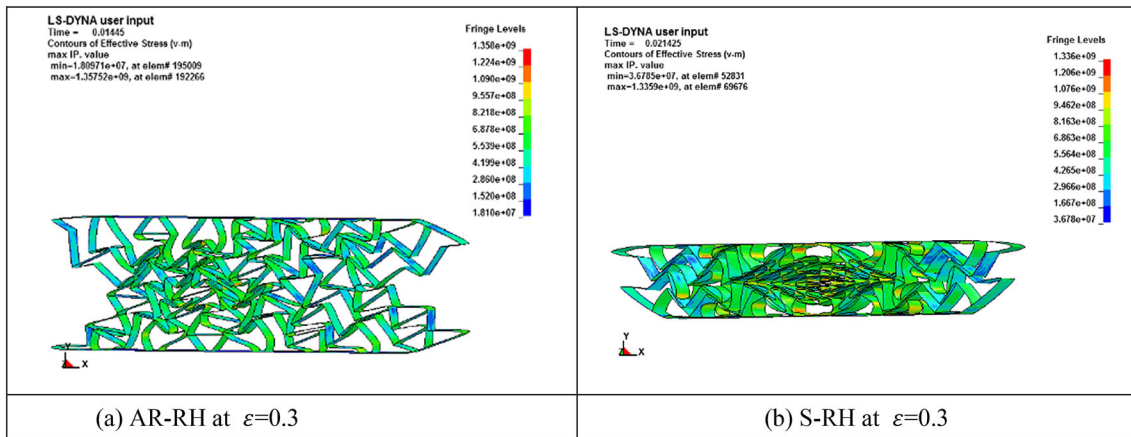 LS-DYNA user input
Time = 0.01445
Contours of Effective Stress (v-m)
max IP. value
min=1.80971e+07, at elem# 195009
max=1.35752e+09, at elem# 192266
Fringe Levels
1.358e+09
1.224e+09
1.090e+09
9.557e+08
8.218e+08
6.878e+08
5.539e+08
4.199e+08
2.860e+08
1.520e+08
1.810e+07
Y
Z
X
LS-DYNA user input
Time = 0.021425
Contours of Effective Stress (v-m)
max IP. value
min=3.6785e+07, at elem# 52831
max=1.3359e+09, at elem# 69676
Fringe Levels
1.336e+09
1.206e+09
1.076e+09
9.462e+08
8.163e+08
6.863e+08
5.564e+08
4.265e+08
2.966e+08
1.667e+08
3.678e+07
Y
Z
X
(a) AR-RH at ε=0.3
(b) S-RH at ε=0.3